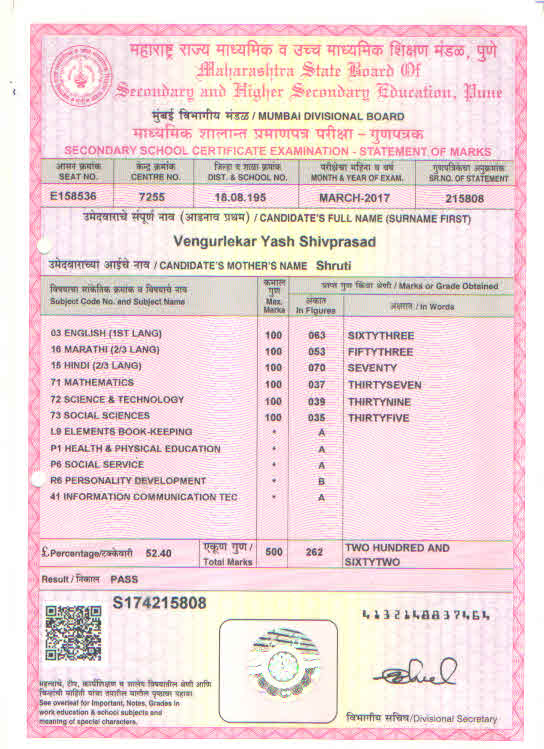 महाराष्ट्र राज्य माध्यमिक व उच्च माध्यमिक शिक्षण मंडळ, पुणे
Maharashtra State Board Of
Secondary and Higher Secondary Education, Pune
मुंबई विभागीय मंडळ / MUMBAI DIVISIONAL BOARD
माध्यमिक शालान्त प्रमाणपत्र परीक्षा – गुणपत्रक
SECONDARY SCHOOL CERTIFICATE EXAMINATION - STATEMENT OF MARKS
आसन क्रमांक केन्द्र क्रमांक जिल्हा व शाळा क्रमांक परीक्षेचा महिना व वर्ष गुणपत्रिकेचा अनुक्रमांक
SEAT NO. CENTRE NO. DIST. & SCHOOL NO. MONTH & YEAR OF EXAM. SR.NO. OF STATEMENT
E158536 7255 18.08.195 MARCH-2017 215808
उमेदवाराचे संपूर्ण नाव (आडनाव प्रथम) / CANDIDATE'S FULL NAME (SURNAME FIRST)
Vengurlekar Yash Shivprasad
उमेदवाराच्या आईचे नाव / CANDIDATE'S MOTHER'S NAME Shruti
विषयाचा सांकेतिक क्रमांक व विषयाचे नाव
Subject Code No. and Subject Name
कमाल
गुण
Max.
Marks
प्राप्त गुण किंवा श्रेणी / Marks or Grade Obtained
अंकात
In Figures
अक्षरात / In Words
03 ENGLISH (1ST LANG) 100 063 SIXTYTHREE
16 MARATHI (2/3 LANG) 100 053 FIFTYTHREE
15 HINDI (2/3 LANG) 100 070 SEVENTY
71 MATHEMATICS 100 037 THIRTYSEVEN
72 SCIENCE & TECHNOLOGY 100 039 THIRTYNINE
73 SOCIAL SCIENCES 100 035 THIRTYFIVE
L9 ELEMENTS BOOK-KEEPING * A
P1 HEALTH & PHYSICAL EDUCATION * A
P6 SOCIAL SERVICE * A
R6 PERSONALITY DEVELOPMENT * B
41 INFORMATION COMMUNICATION TEC * A
£.Percentage/टक्केवारी 52.40
एकूण गुण /
Total Marks
500 262
TWO HUNDRED AND
SIXTYTWO
Result / निकाल PASS
S174215808
महत्वाचे, टीप, कार्यशिक्षण व शालेय विषयातील श्रेणी आणि
See overleaf for Important, Notes, Grades in
work education & school subjects and
meaning of special characters.
विभागीय सचिव/Divisional Secretary